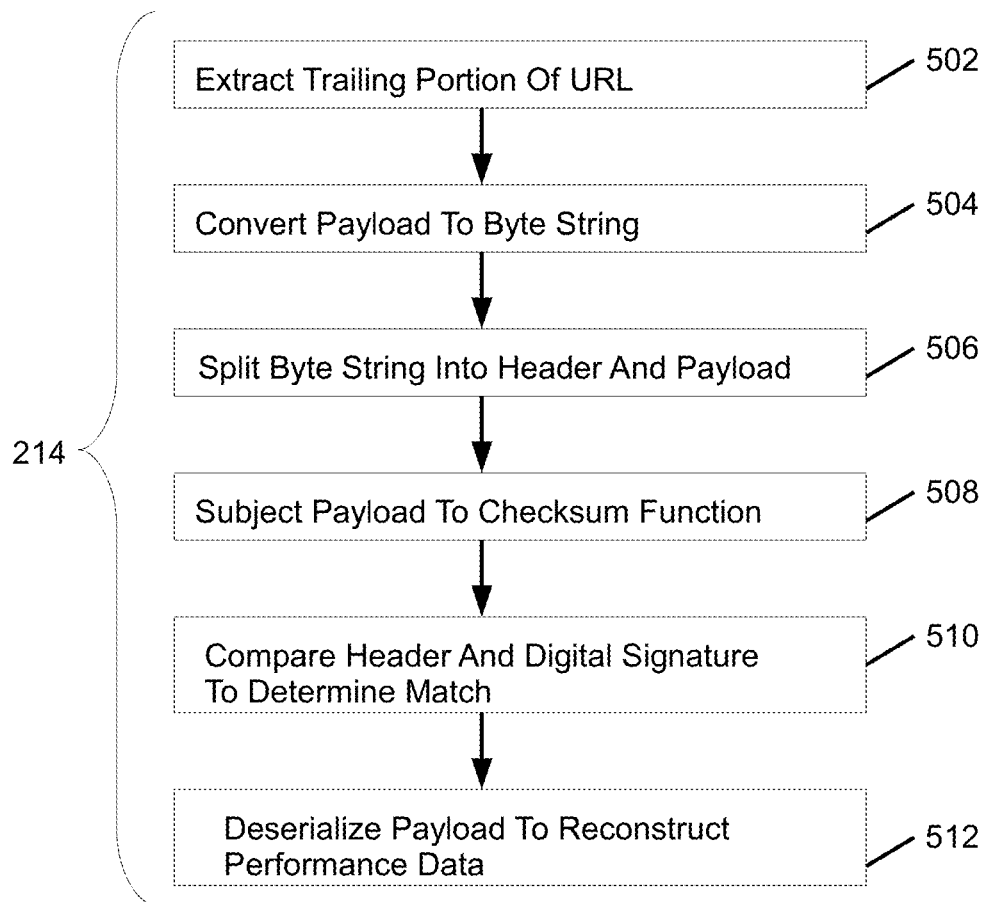 Extract Trailing Portion Of URL
502
Convert Payload To Byte String
504
Split Byte String Into Header And Payload
506
214
Subject Payload To Checksum Function
508
Compare Header And Digital Signature
To Determine Match
510
Deserialize Payload To Reconstruct
Performance Data
512